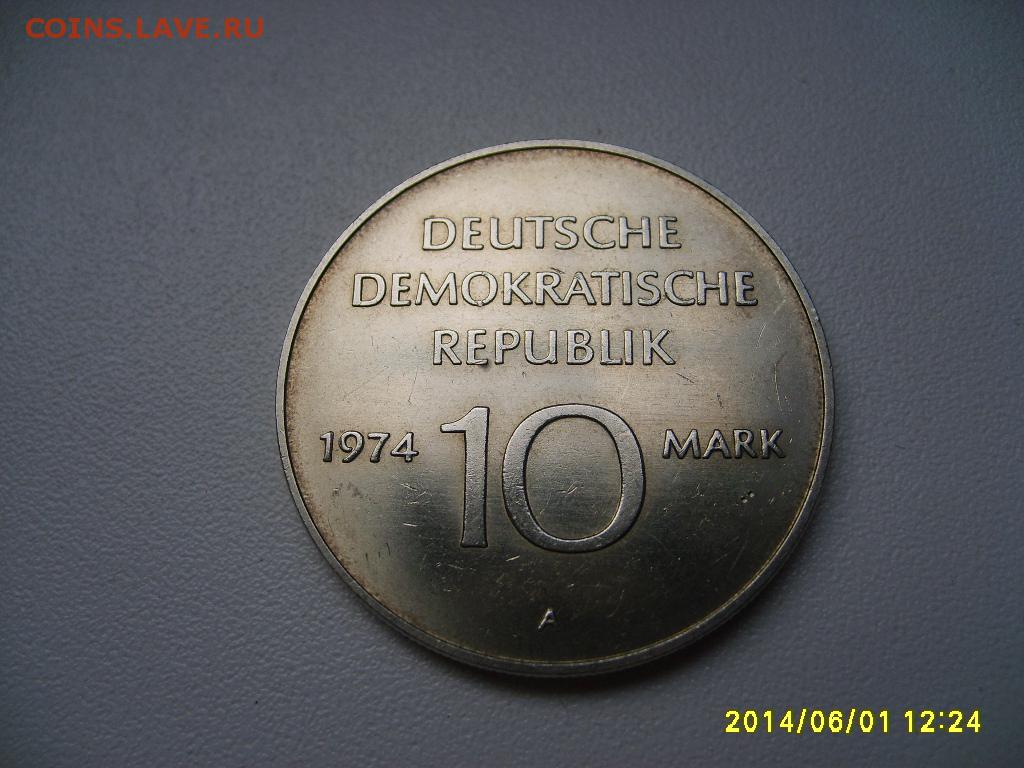 COINS.LAVE.RU
DEUTSCHE
DEMOKRATISCHE
REPUBLIK
1974 10 MARK
A
2014/06/01 12:24